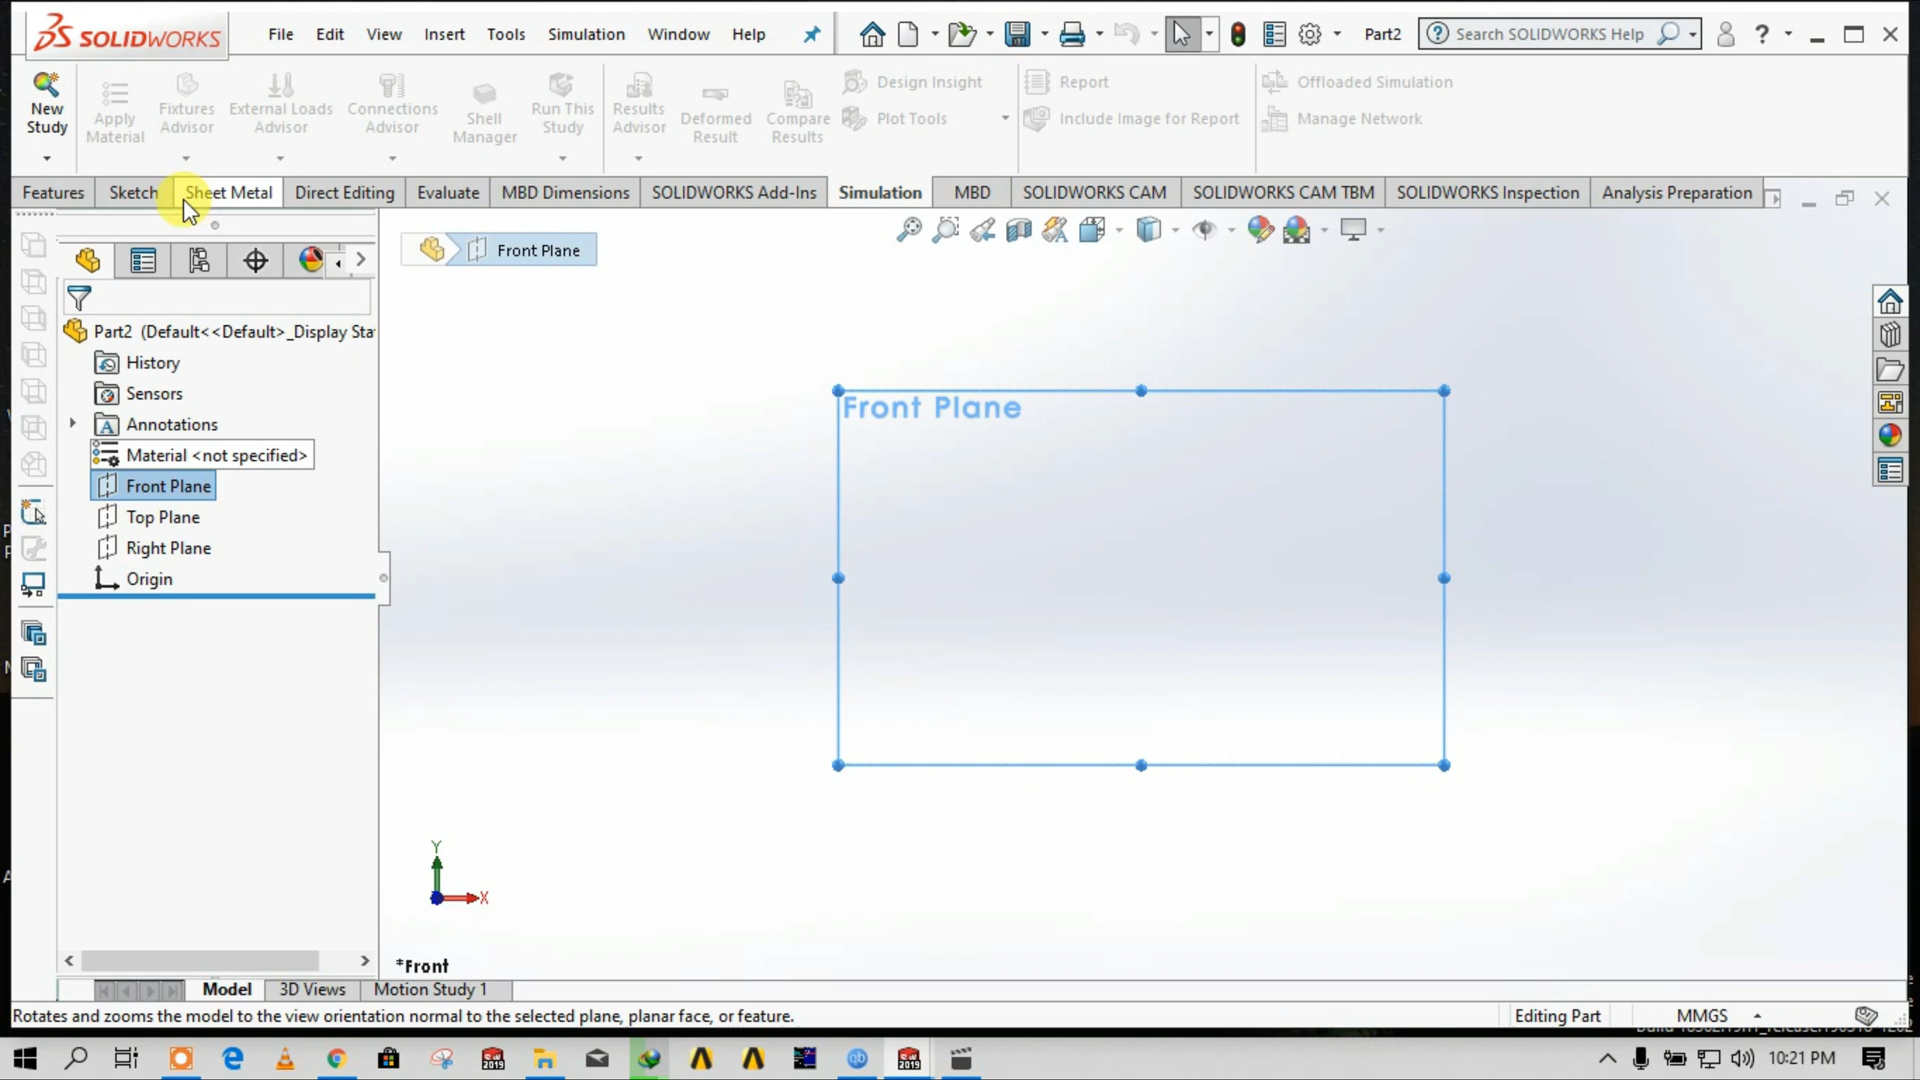 SOLIDWORKS
File Edit View Insert Tools Simulation Window Help
Part2
Search SOLIDWORKS Help
?
New Study
Apply Material
Fixtures Advisor
External Loads Advisor
Connections Advisor
Shell Manager
Run This Study
Results Advisor
Deformed Result
Compare Results
Design Insight
Plot Tools
Report
Include Image for Report
Offloaded Simulation
Manage Network
Features Sketch Sheet Metal Direct Editing Evaluate MBD Dimensions SOLIDWORKS Add-Ins Simulation MBD SOLIDWORKS CAM SOLIDWORKS CAM TBM SOLIDWORKS Inspection Analysis Preparation
Front Plane
Part2 (Default<<Default>_Display Sta
History
Sensors
Annotations
Material <not specified>
Front Plane
Top Plane
Right Plane
Origin
Front Plane
Y
X
*Front
Model 3D Views Motion Study 1
Rotates and zooms the model to the view orientation normal to the selected plane, planar face, or feature.
Editing Part
MMGS
10:21 PM